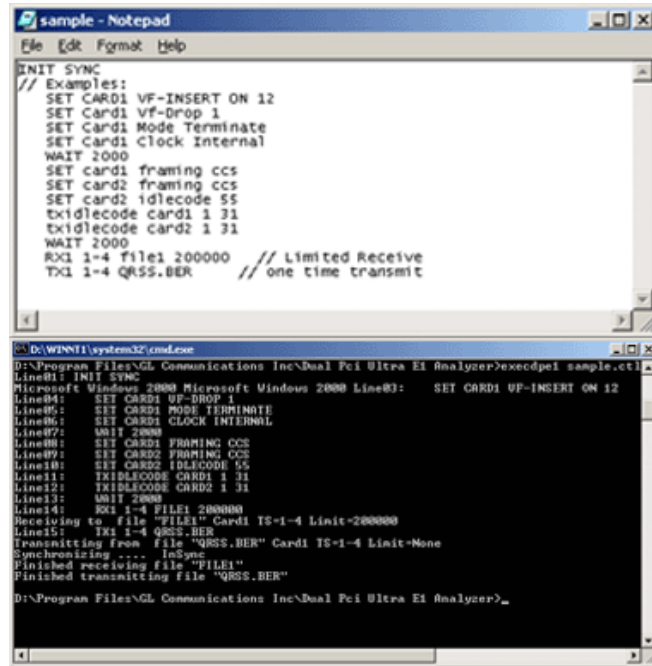 sample - Notepad
File Edit Format Help
INIT SYNC
// Examples:
SET CARD1 VF-INSERT ON 12
SET Card1 Vf-Drop 1
SET Card1 Mode Terminate
SET Card1 Clock Internal
WAIT 2000
SET card1 framing ccs
SET card2 framing ccs
SET card2 idlecode 55
txidlecode card1 1 31
txidlecode card2 1 31
WAIT 2000
RX1 1-4 file1 200000 // Limited Receive
TX1 1-4 QRSS.BER // one time transmit
D:\WINNT1\system32\cmd.exe
D:\Program Files\GL Communications Inc\Dual Pci Ultra E1 Analyzer>execdpe1 sample.ctl
Line01: INIT SYNC
Microsoft Windows 2000 Microsoft Windows 2000 Line03: SET CARD1 VF-INSERT ON 12
Line04: SET CARD1 VF-DROP 1
Line05: SET CARD1 MODE TERMINATE
Line06: SET CARD1 CLOCK INTERNAL
Line07: WAIT 2000
Line08: SET CARD1 FRAMING CCS
Line09: SET CARD2 FRAMING CCS
Line10: SET CARD2 IDLECODE 55
Line11: TXIDLECODE CARD1 1 31
Line12: TXIDLECODE CARD2 1 31
Line13: WAIT 2000
Line14: RX1 1-4 FILE1 200000
Receiving to file "FILE1" Card1 TS=1-4 Limit=200000
Line15: TX1 1-4 QRSS.BER
Transmitting from file "QRSS.BER" Card1 TS=1-4 Limit=None
Synchronizing .... InSync
Finished receiving file "FILE1"
Finished transmitting file "QRSS.BER"
D:\Program Files\GL Communications Inc\Dual Pci Ultra E1 Analyzer>_